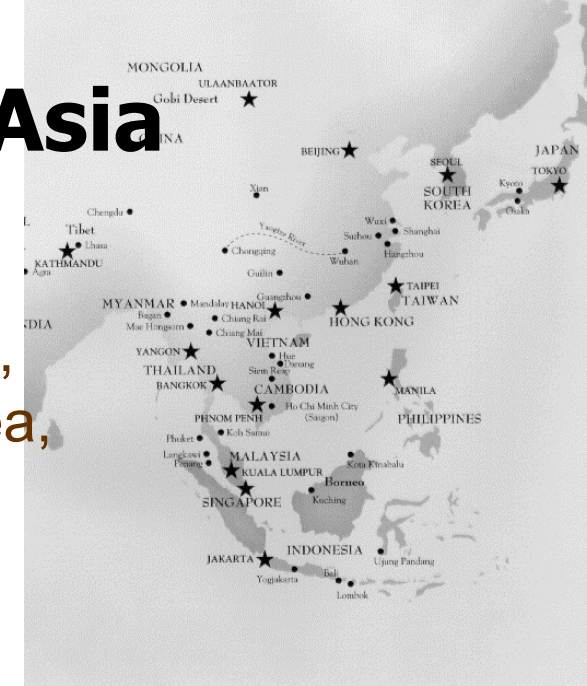 MONGOLIA
ULAANBAATOR
Gobi Desert
Asia
CHINA
BEIJING
JAPAN
SEOUL
TOKYO
Xian
Kyoto
SOUTH
KOREA
Osaka
Chengdu
Wuxi
L
Tibet
Yangtze River
Suzhou
Shanghai
Lhasa
Chongqing
Hangzhou
KATHMANDU
Wuhan
Agra
Guilin
TAIPEI
Guangzhou
TAIWAN
MYANMAR
Mandalay
HANOI
Bagan
Chiang Rai
HONG KONG
NDIA
Mae Hongsorn
Chiang Mai
VIETNAM
YANGON
Hue
Danang
,
THAILAND
Siem Reap
BANGKOK
CAMBODIA
MANILA
Ho Chi Minh City
(Saigon)
PHNOM PENH
PHILIPPINES
ea,
Koh Samui
Phuket
Langkawi
MALAYSIA
Penang
Kota Kinabalu
KUALA LUMPUR
Borneo
SINGAPORE
Kuching
INDONESIA
JAKARTA
Ujung Pandang
Yogjakarta
Bali
Lombok